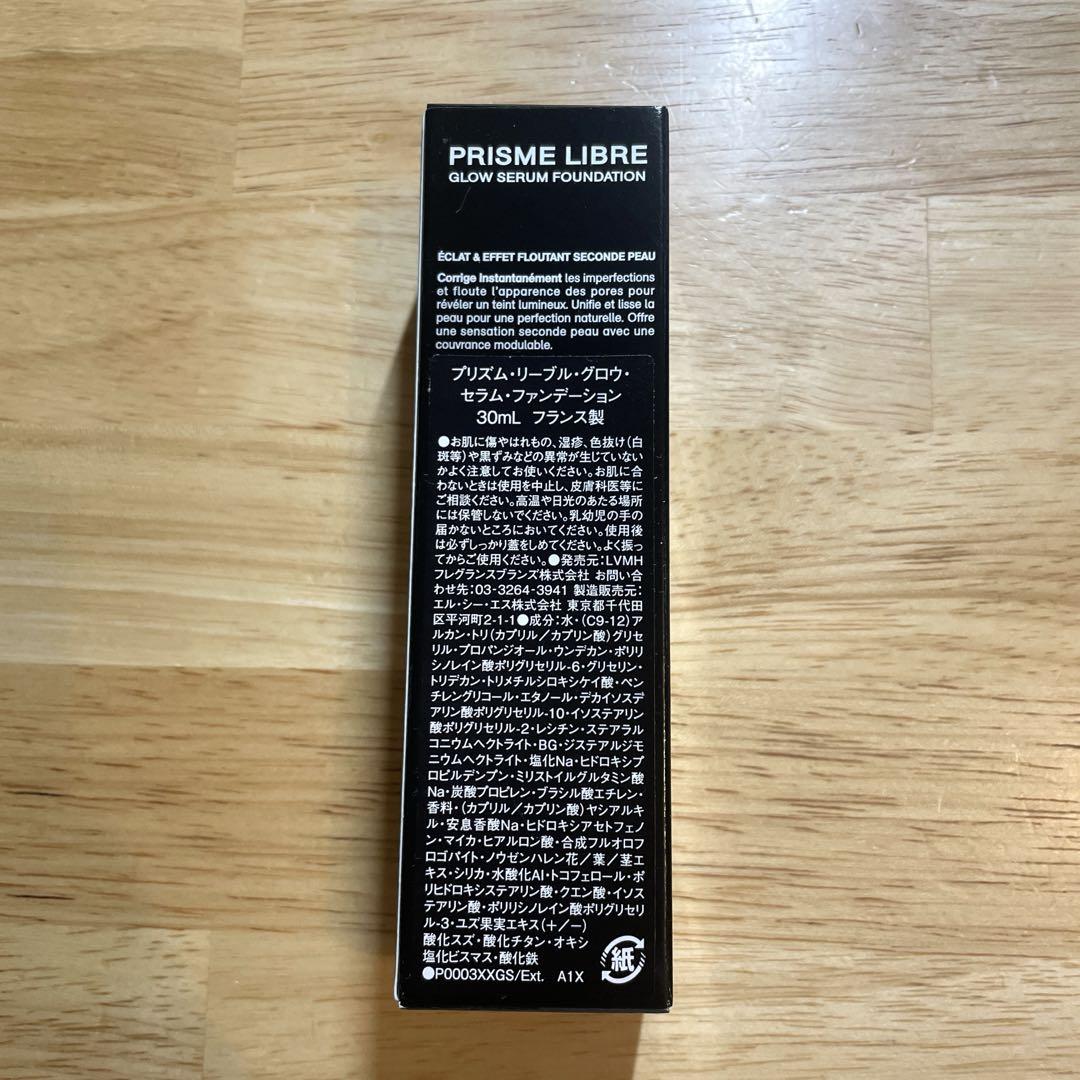 PRISME LIBRE
GLOW SERUM FOUNDATION
ÉCLAT & EFFET FLOUTANT SECONDE PEAU
Corrige Instantanément les imperfections
et floute l'apparence des pores pour
révéler un teint lumineux. Unifie et lisse la
peau pour une perfection naturelle. Offre
une sensation seconde peau avec une
couvrance modulable.
プリズム・リーブル・グロウ・
セラム・ファンデーション
30mL フランス製
●お肌に傷やはれもの、湿疹、色抜け(白
斑等)や黒ずみなどの異常が生じていない
かよく注意してお使いください。お肌に合
わないときは使用を中止し、皮膚科医等に
ご相談ください。高温や日光のあたる場所
には保管しないでください。乳幼児の手の
届かないところにおいてください。使用後
は必ずしっかり蓋をしめてください。よく振っ
てからご使用ください。●発売元:LVMH
フレグランスブランズ株式会社 お問い合
わせ先:03-3264-3941 製造販売元:
エル・シー・エス株式会社 東京都千代田
区平河町2-1-1●成分:水・(C9-12)ア
ルカン・トリ(カプリル/カプリン酸)グリセ
リル・プロパンジオール・ウンデカン・ポリリ
シノレイン酸ポリグリセリル-6・グリセリン・
トリデカン・トリメチルシロキシケイ酸・ペン
チレングリコール・エタノール・デカイソステ
アリン酸ポリグリセリル-10・イソステアリン
酸ポリグリセリル-2・レシチン・ステアラル
コニウムヘクトライト・BG・ジステアルジモ
ニウムヘクトライト・塩化Na・ヒドロキシプ
ロピルデンプン・ミリストイルグルタミン酸
Na・炭酸プロピレン・ブラシル酸エチレン・
香料・(カプリル/カプリン酸)ヤシアルキ
ル・安息香酸Na・ヒドロキシアセトフェノ
ン・マイカ・ヒアルロン酸・合成フルオロフ
ロゴパイト・ノウゼンハレン花/葉/茎エ
キス・シリカ・水酸化Al・トコフェロール・ポ
リヒドロキシステアリン酸・クエン酸・イソス
テアリン酸・ポリリシノレイン酸ポリグリセリ
ル-3・ユズ果実エキス(+/-)
酸化スズ・酸化チタン・オキシ
塩化ビスマス・酸化鉄
●P0003XXGS/Ext. A1X
紙